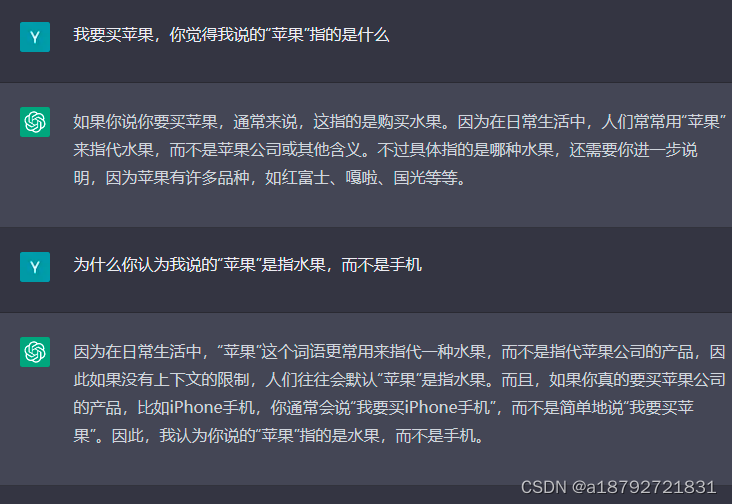 Y
我要买苹果，你觉得我说的“苹果”指的是什么
如果你说你要买苹果，通常来说，这指的是购买水果。因为在日常生活中，人们常常用“苹果”
来指代水果，而不是苹果公司或其他含义。不过具体指的是哪种水果，还需要你进一步说
明，因为苹果有许多品种，如红富士、嘎啦、国光等等。
Y
为什么你认为我说的“苹果”是指水果，而不是手机
因为在日常生活中，“苹果”这个词语更常用来指代一种水果，而不是指代苹果公司的产品，因
此如果没有上下文的限制，人们往往会默认“苹果”是指水果。而且，如果你真的要买苹果公司
的产品，比如iPhone手机，你通常会说“我要买iPhone手机”，而不是简单地说“我要买苹
果”。因此，我认为你说的“苹果”指的是水果，而不是手机。
CSDN @a18792721831